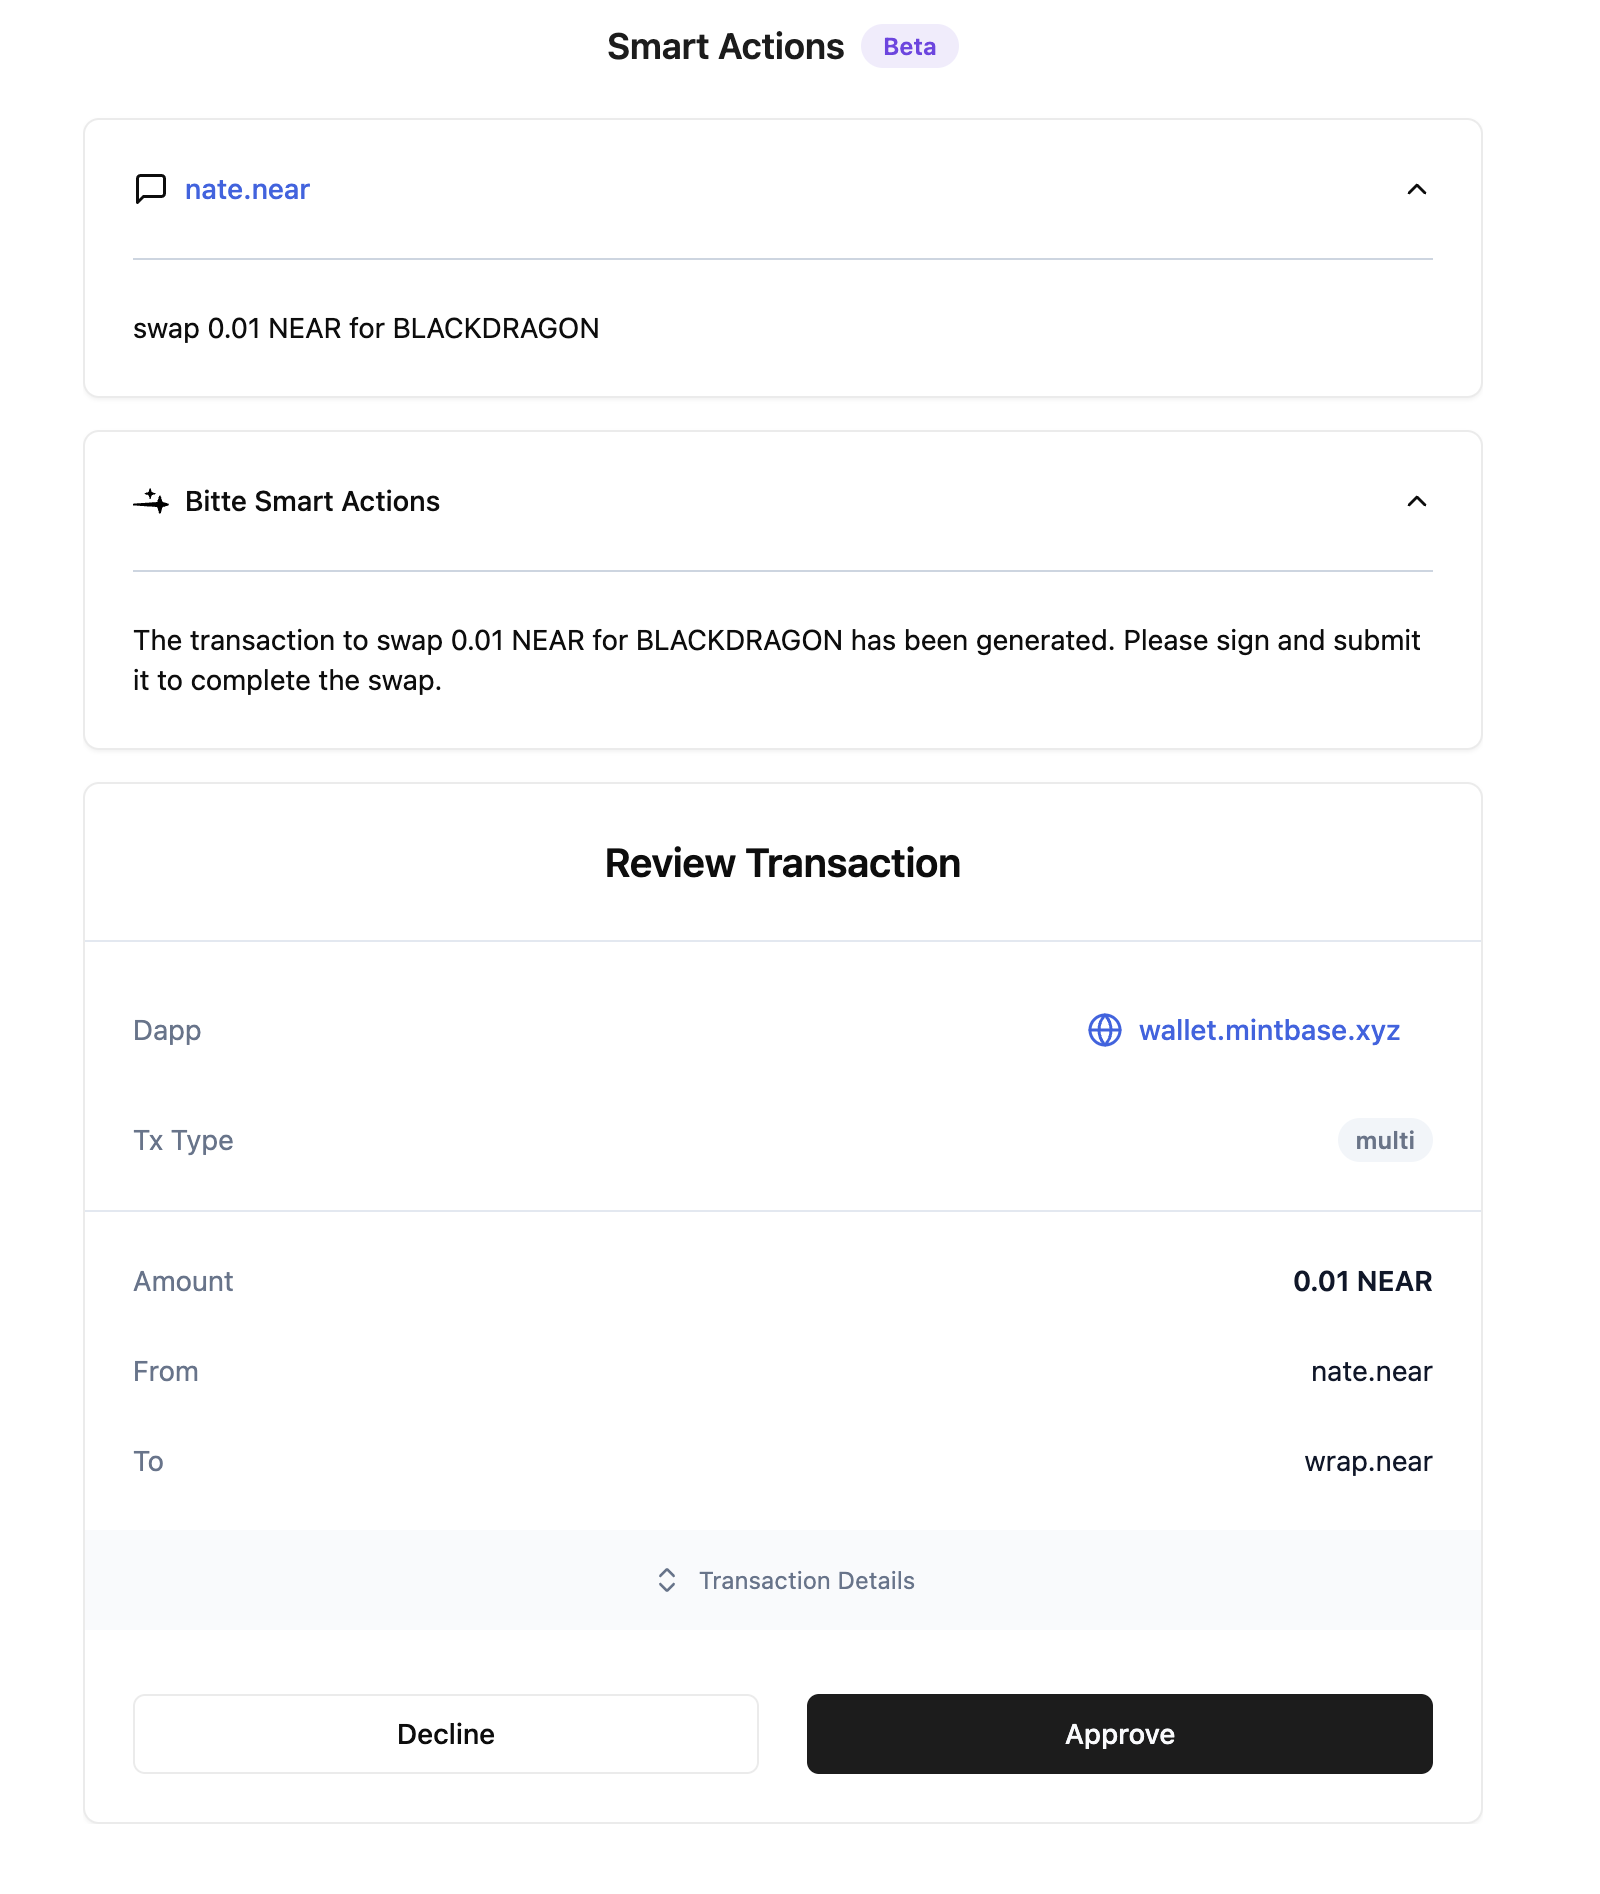 Smart Actions Beta
nate.near
swap 0.01 NEAR for BLACKDRAGON
Bitte Smart Actions
The transaction to swap 0.01 NEAR for BLACKDRAGON has been generated. Please sign and submit
it to complete the swap.
Review Transaction
Dapp wallet.mintbase.xyz
Tx Type multi
Amount 0.01 NEAR
From nate.near
To wrap.near
Transaction Details
Decline Approve